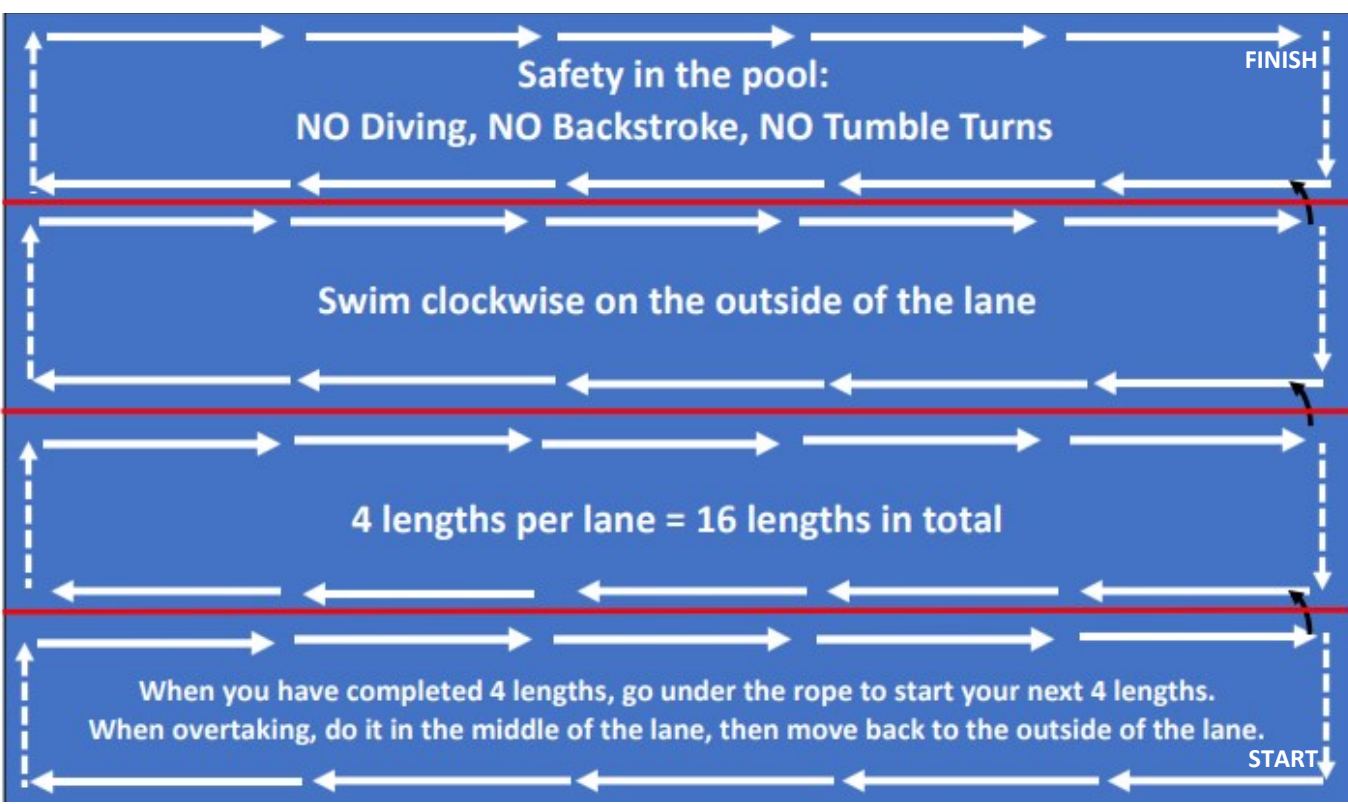 FINISH
Safety in the pool:
NO Diving, NO Backstroke, NO Tumble Turns
Swim clockwise on the outside of the lane
4 lengths per lane = 16 lengths in total
When you have completed 4 lengths, go under the rope to start your next 4 lengths.
When overtaking, do it in the middle of the lane, then move back to the outside of the lane.
START